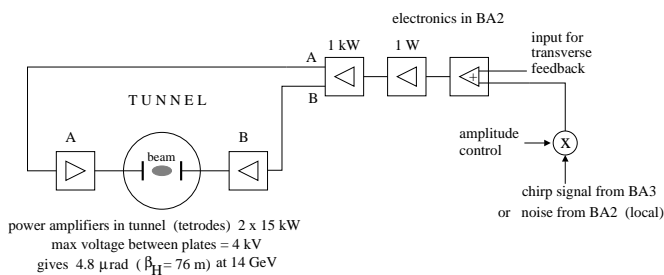 electronics in BA2
1 kW
1 W
input for
transverse
feedback
A
B
+
TUNNEL
A
B
beam
amplitude
control
X
chirp signal from BA3
or noise from BA2 (local)
power amplifiers in tunnel (tetrodes) 2 x 15 kW
max voltage between plates = 4 kV
gives 4.8 μrad ( βH = 76 m) at 14 GeV